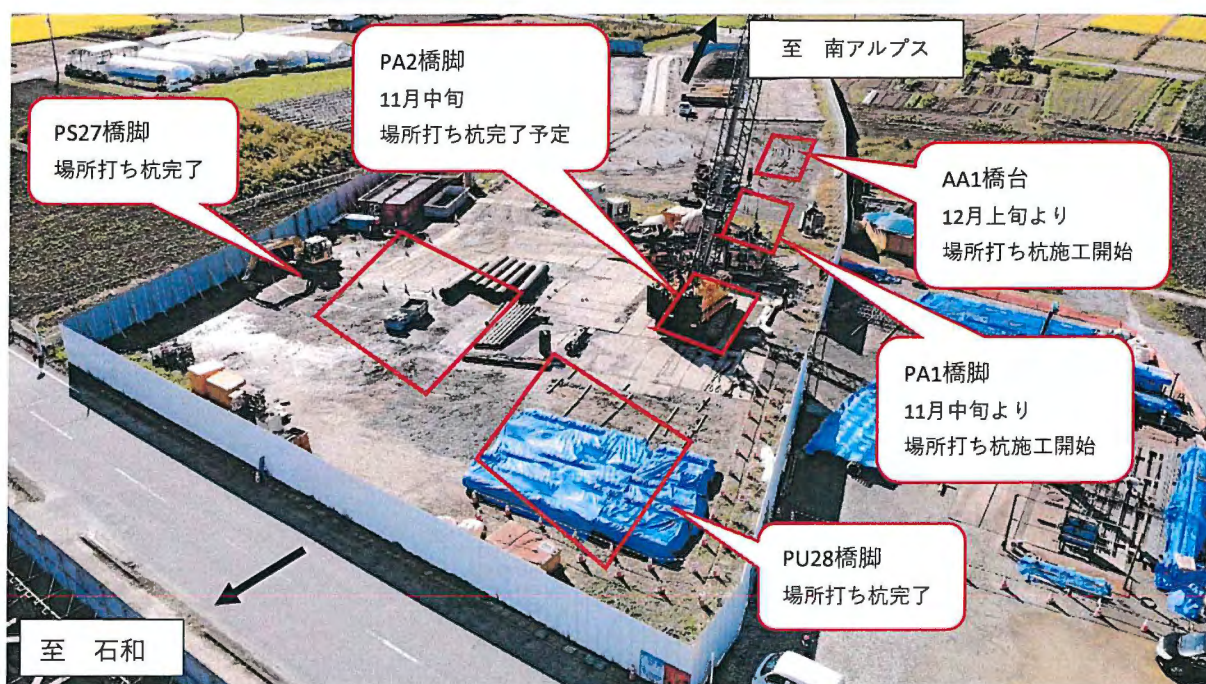 至 南アルプス
PA2橋脚
11月中旬
場所打ち杭完了予定
PS27橋脚
場所打ち杭完了
AA1橋台
12月上旬より
場所打ち杭施工開始
PA1橋脚
11月中旬より
場所打ち杭施工開始
PU28橋脚
場所打ち杭完了
至 石和